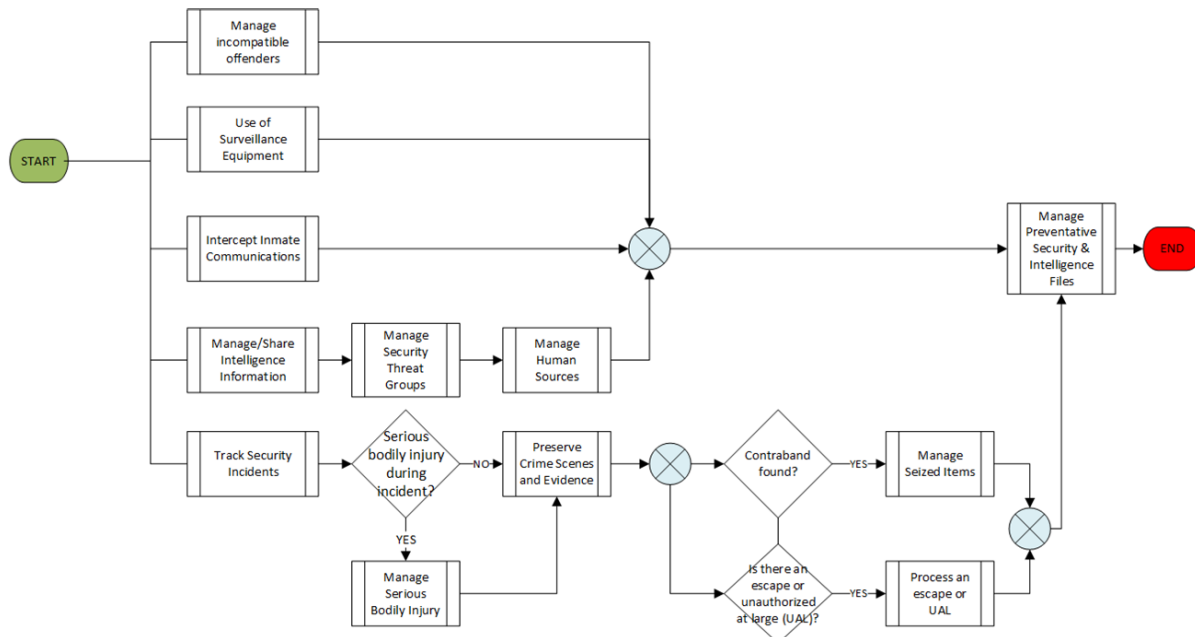 Manage
incompatible
offenders
Use of
Surveillance
Equipment
START
Intercept Inmate
Communications
Manage
Preventative
Security &
Intelligence
Files
END
Manage/Share
Intelligence
Information
Manage
Security
Threat
Groups
Manage
Human
Sources
Track Security
Incidents
Serious
bodily injury
during
incident?
NO
Preserve
Crime Scenes
and Evidence
Contraband
found?
YES
Manage
Seized Items
YES
Manage
Serious
Bodily Injury
Is there an
escape or
unauthorized
at large (UAL)?
YES
Process an
escape or
UAL